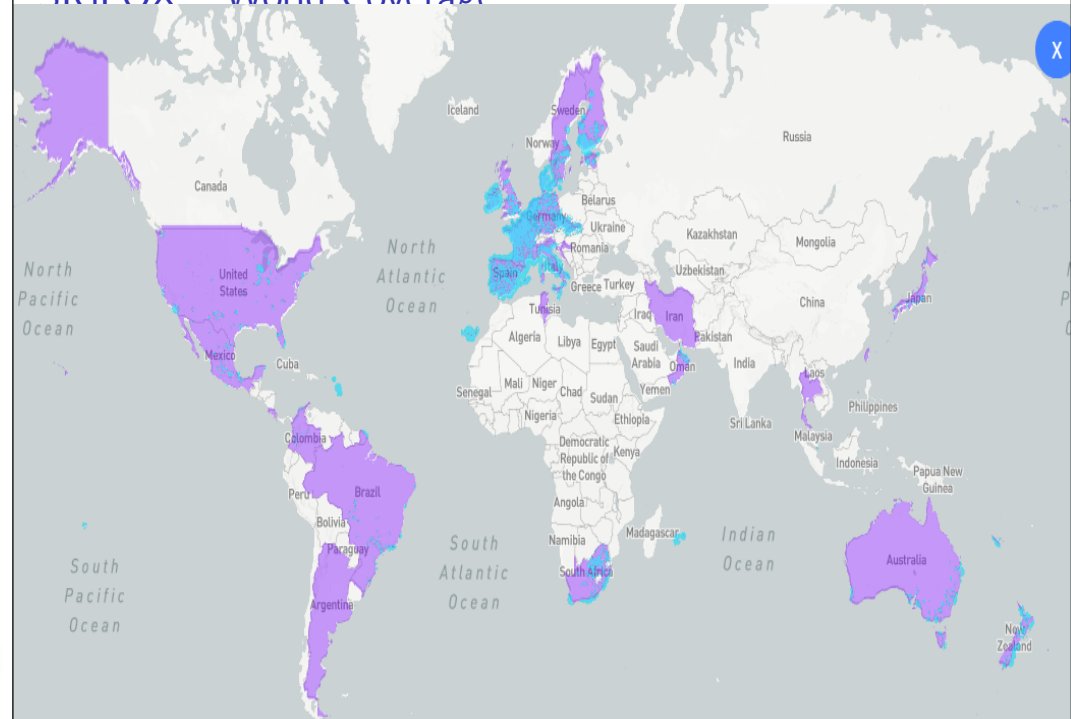 SIGFOX - World Coverage
X
Iceland
Sweden
Russia
Norway
Canada
Belarus
Germany
Ukraine
Kazakhstan
Mongolia
Romania
North
Pacific
Ocean
North
Atlantic
Ocean
United
States
Spain
Italy
Uzbekistan
Greece
Turkey
China
Japan
Tunisia
Iraq
Iran
Pakistan
Algeria
Libya
Egypt
Saudi
Arabia
Oman
India
Mexico
Cuba
Laos
Senegal
Mali
Niger
Chad
Sudan
Yemen
Philippines
Nigeria
Ethiopia
Sri Lanka
Malaysia
Colombia
Democratic
Republic of
the Congo
Kenya
Indonesia
Papua New
Guinea
Peru
Brazil
Angola
Bolivia
Namibia
Madagascar
Indian
Ocean
Paraguay
South
Atlantic
Ocean
South Africa
Australia
South
Pacific
Ocean
Argentina
New
Zealand